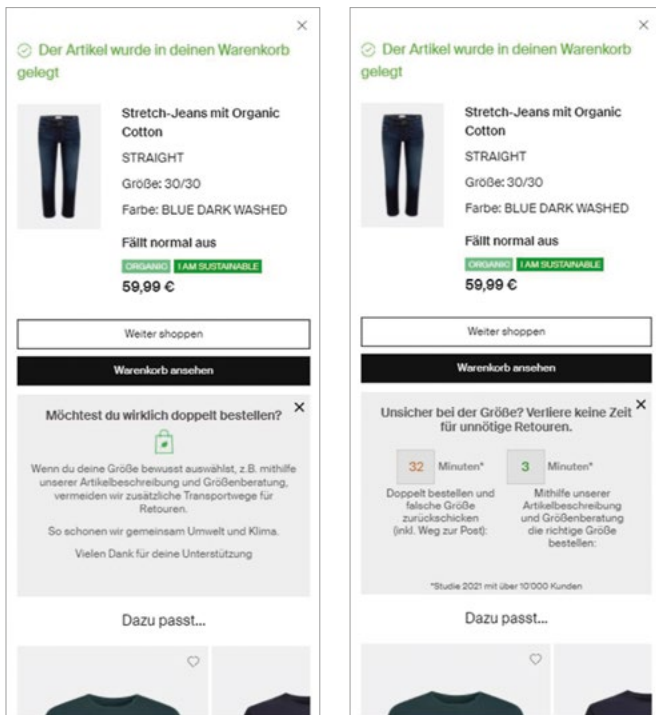 Der Artikel wurde in deinen Warenkorb
gelegt
Stretch-Jeans mit Organic
Cotton
STRAIGHT
Größe: 30/30
Farbe: BLUE DARK WASHED
Fällt normal aus
ORGANIC I AM SUSTAINABLE
59,99 €
Weiter shoppen
Warenkorb ansehen
Möchtest du wirklich doppelt bestellen?
Wenn du deine Größe bewusst auswählst, z.B. mithilfe
unserer Artikelbeschreibung und Größenberatung,
vermeiden wir zusätzliche Transportwege für
Retouren.
So schonen wir gemeinsam Umwelt und Klima.
Vielen Dank für deine Unterstützung
Dazu passt...
Der Artikel wurde in deinen Warenkorb
gelegt
Stretch-Jeans mit Organic
Cotton
STRAIGHT
Größe: 30/30
Farbe: BLUE DARK WASHED
Fällt normal aus
ORGANIC I AM SUSTAINABLE
59,99 €
Weiter shoppen
Warenkorb ansehen
Unsicher bei der Größe? Verliere keine Zeit
für unnötige Retouren.
32 Minuten*
Doppelt bestellen und
falsche Größe
zurückschicken
(inkl. Weg zur Post):
3 Minuten*
Mithilfe unserer
Artikelbeschreibung
und Größenberatung
die richtige Größe
bestellen:
*Studie 2021 mit über 10'000 Kunden
Dazu passt...